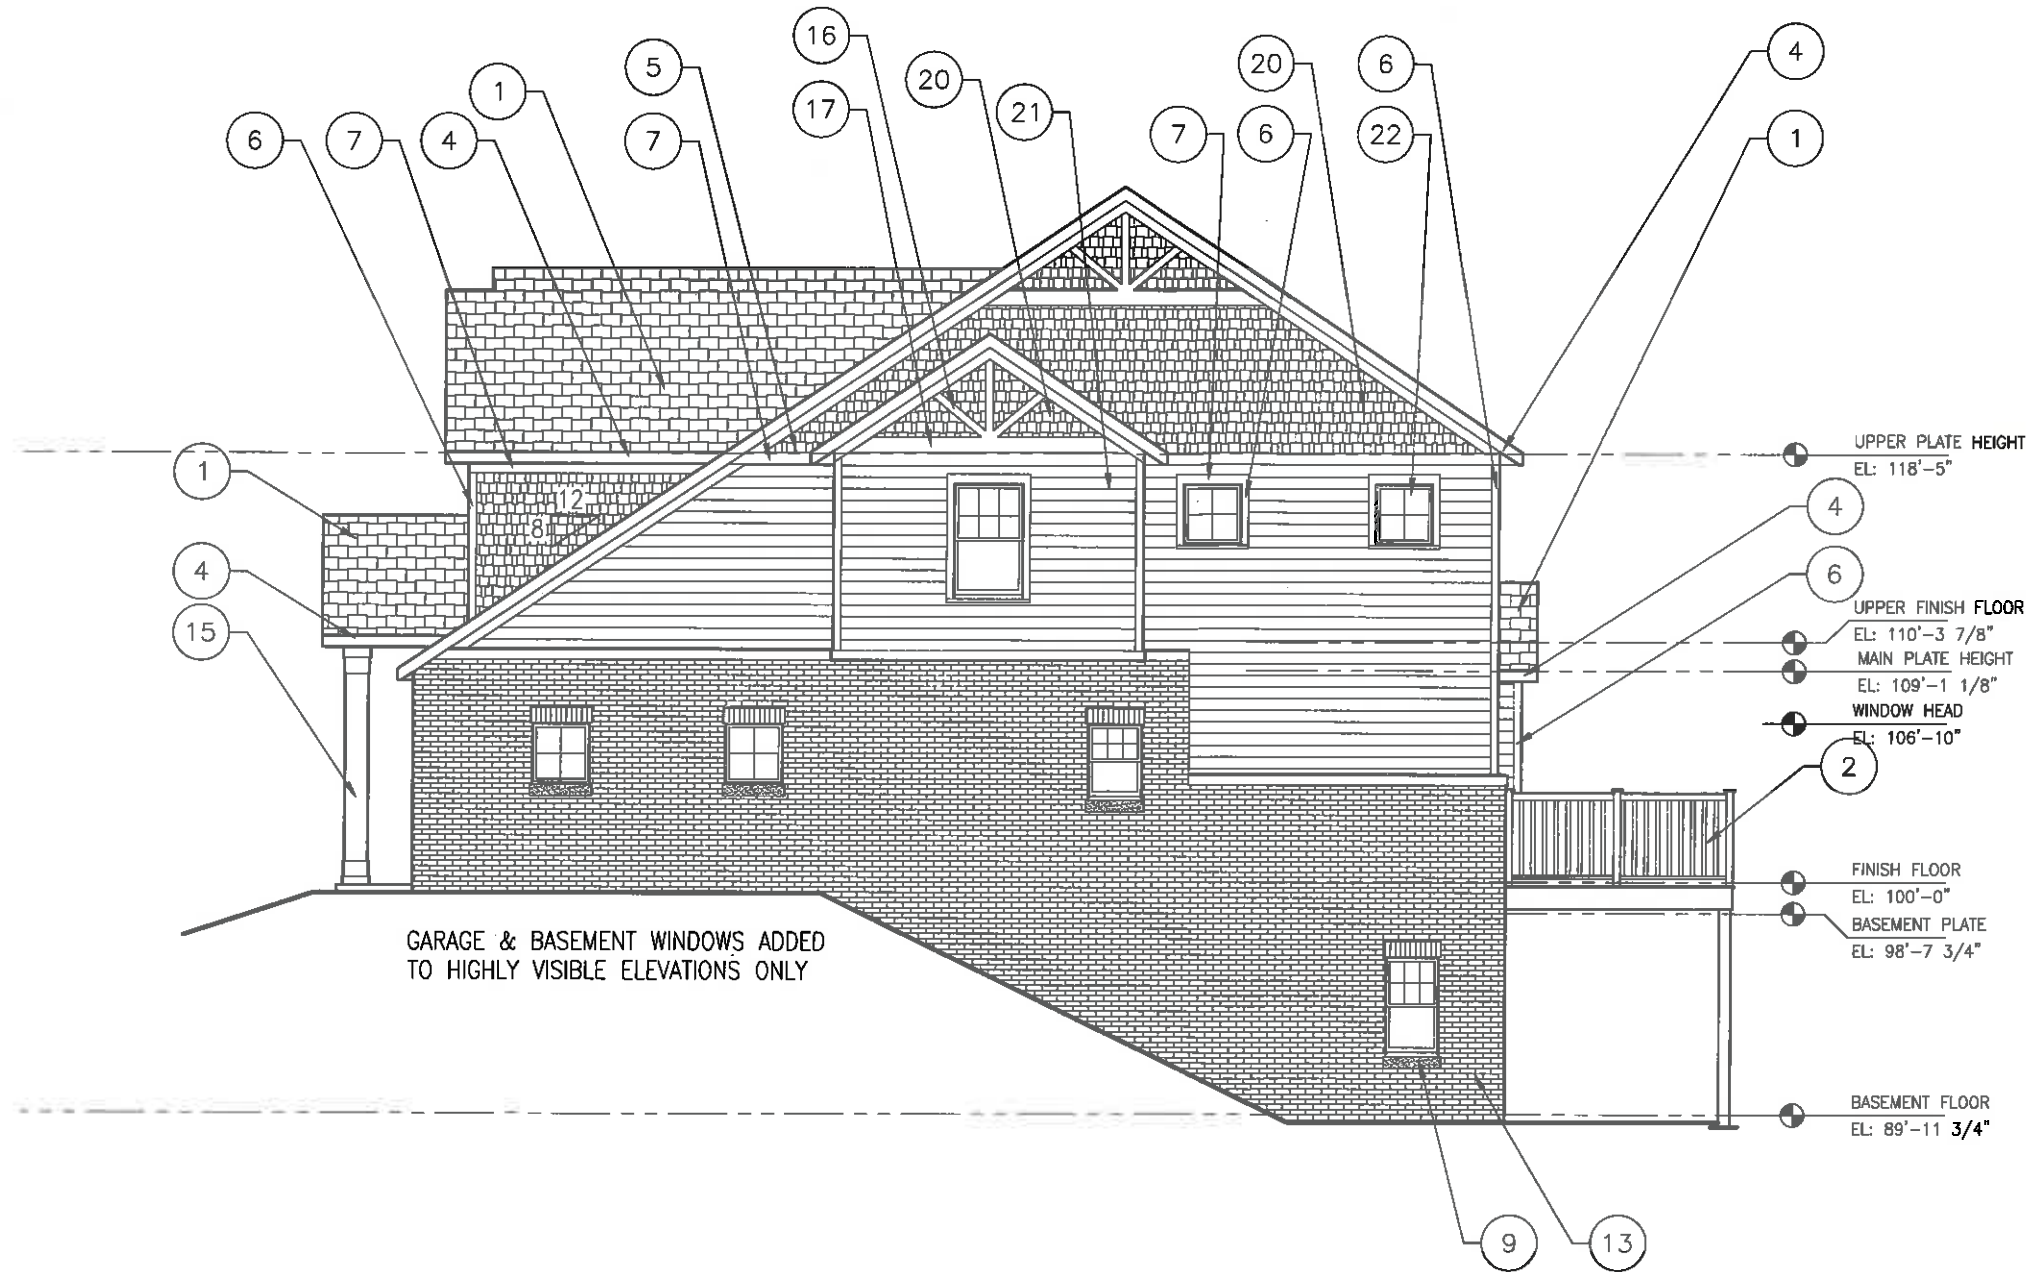 16
4
5
20
6
1
20
17
21
7
6
22
1
6
7
4
7
UPPER PLATE HEIGHT
EL: 118'-5"
1
12
8
4
4
6
15
UPPER FINISH FLOOR
EL: 110'-3 7/8"
MAIN PLATE HEIGHT
EL: 109'-1 1/8"
WINDOW HEAD
EL: 106'-10"
2
FINISH FLOOR
EL: 100'-0"
BASEMENT PLATE
EL: 98'-7 3/4"
GARAGE & BASEMENT WINDOWS ADDED
TO HIGHLY VISIBLE ELEVATIONS ONLY
BASEMENT FLOOR
EL: 89'-11 3/4"
9
13